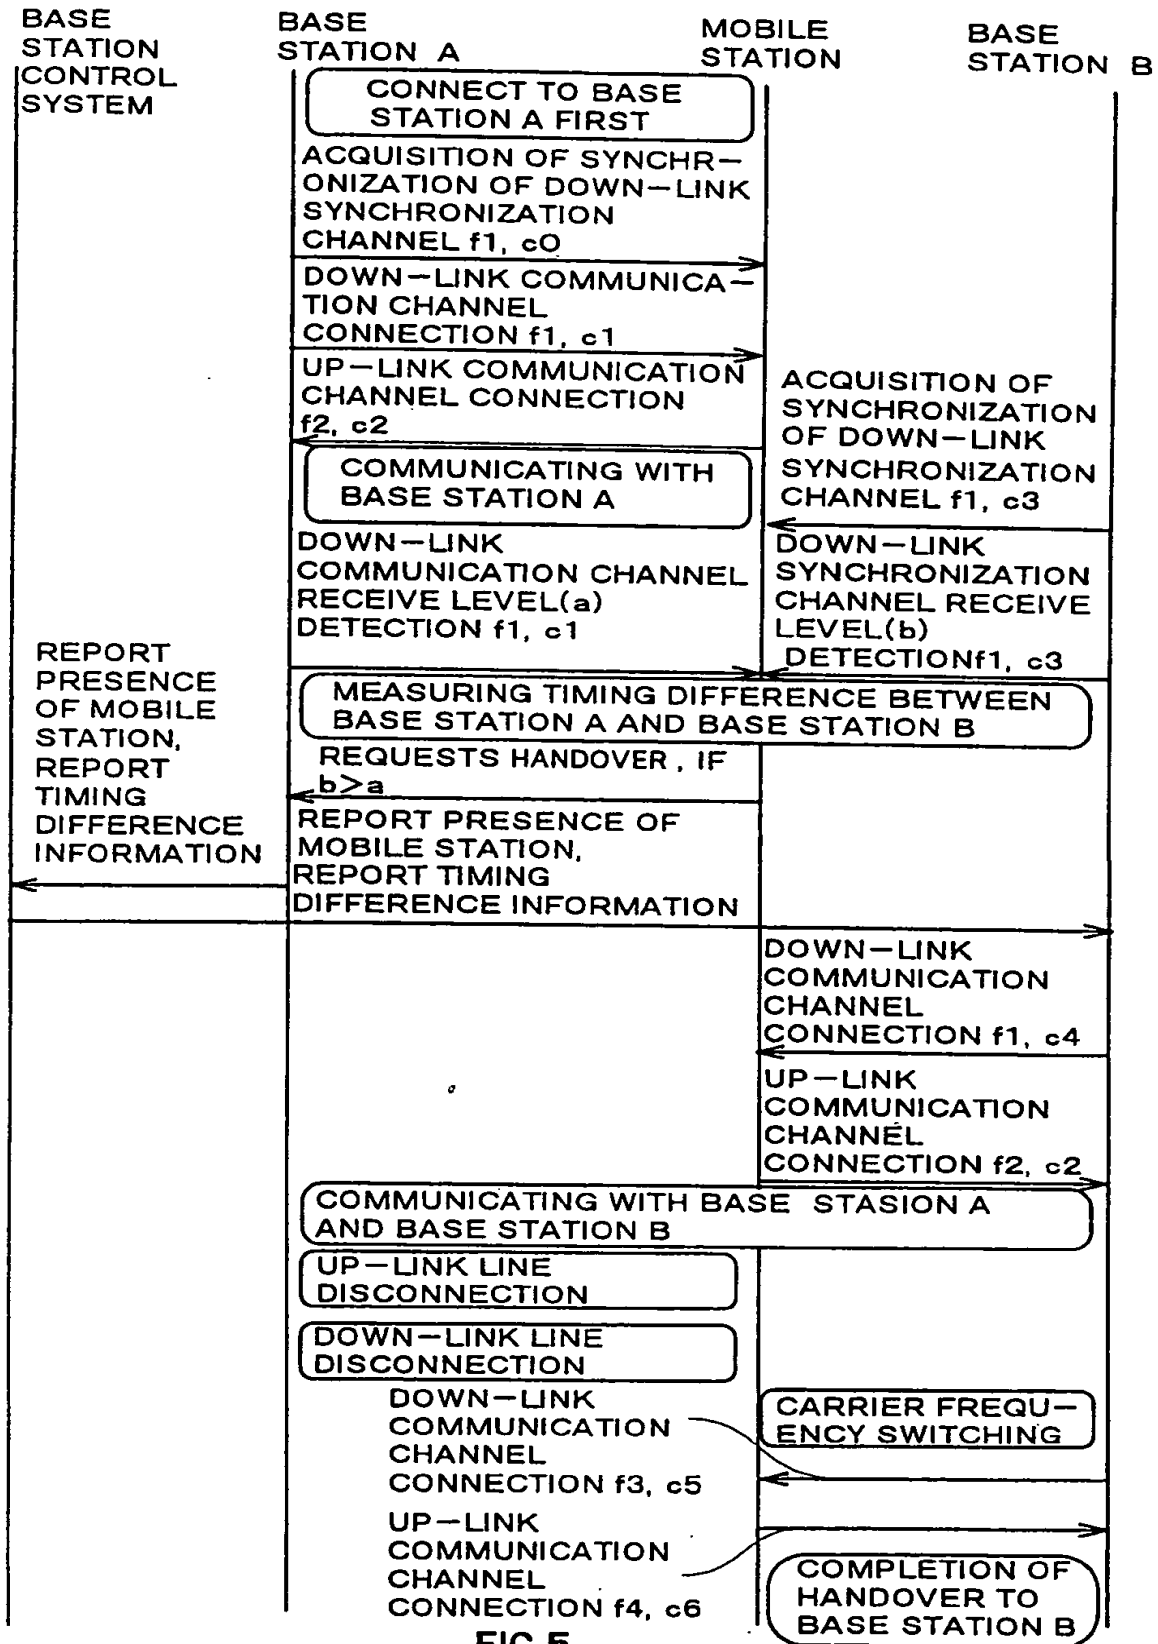 BASE
STATION
CONTROL
SYSTEM
BASE
STATION A
MOBILE
STATION
BASE
STATION B
CONNECT TO BASE
STATION A FIRST
ACQUISITION OF SYNCHR-
ONIZATION OF DOWN-LINK
SYNCHRONIZATION
CHANNEL f1, c0
DOWN-LINK COMMUNICA-
TION CHANNEL
CONNECTION f1, c1
UP-LINK COMMUNICATION
CHANNEL CONNECTION
f2, c2
ACQUISITION OF
SYNCHRONIZATION
OF DOWN-LINK
SYNCHRONIZATION
CHANNEL f1, c3
COMMUNICATING WITH
BASE STATION A
DOWN-LINK
COMMUNICATION CHANNEL
RECEIVE LEVEL(a)
DETECTION f1, c1
DOWN-LINK
SYNCHRONIZATION
CHANNEL RECEIVE
LEVEL(b)
DETECTIONf1, c3
MEASURING TIMING DIFFERENCE BETWEEN
BASE STATION A AND BASE STATION B
REPORT
PRESENCE
OF MOBILE
STATION,
REPORT
TIMING
DIFFERENCE
INFORMATION
REQUESTS HANDOVER, IF
b>a
REPORT PRESENCE OF
MOBILE STATION,
REPORT TIMING
DIFFERENCE INFORMATION
DOWN-LINK
COMMUNICATION
CHANNEL
CONNECTION f1, c4
UP-LINK
COMMUNICATION
CHANNEL
CONNECTION f2, c2
COMMUNICATING WITH BASE STASION A
AND BASE STATION B
UP-LINK LINE
DISCONNECTION
DOWN-LINK LINE
DISCONNECTION
DOWN-LINK
COMMUNICATION
CHANNEL
CONNECTION f3, c5
CARRIER FREQU-
ENCY SWITCHING
UP-LINK
COMMUNICATION
CHANNEL
CONNECTION f4, c6
COMPLETION OF
HANDOVER TO
BASE STATION B
FIG.5